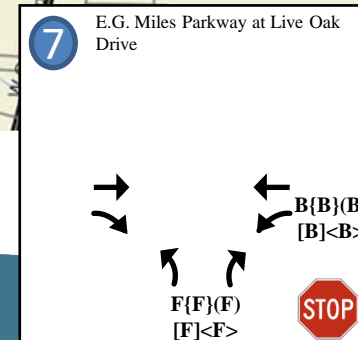 7
E.G. Miles Parkway at Live Oak
Drive
B{B}(B
[B]<B>
F{F}(F)
[F]<F>
STOP